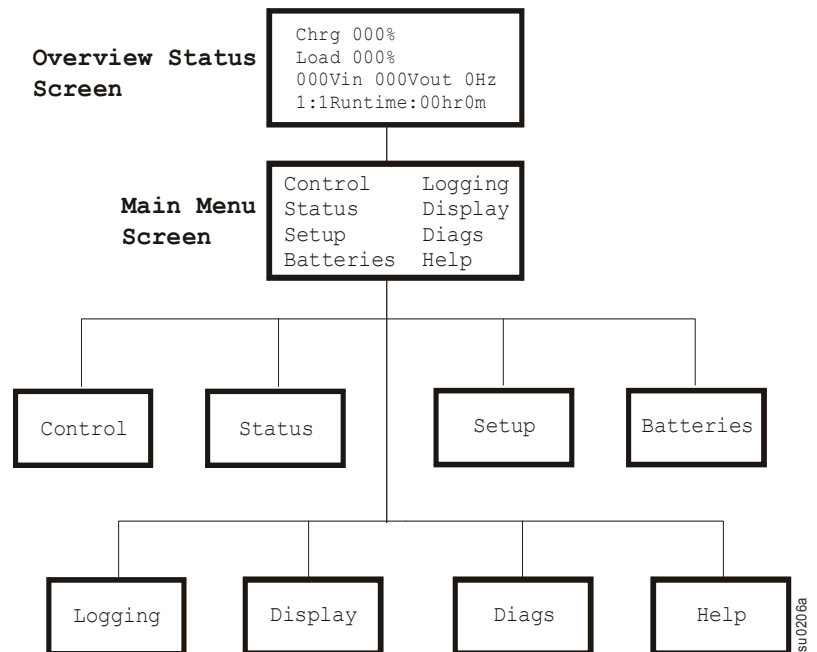 Overview Status
Screen
Chrg 000%
Load 000%
000Vin 000Vout 0Hz
1:1Runtime:00hr0m
Main Menu
Screen
Control Logging
Status Display
Setup Diags
Batteries Help
Control
Status
Setup
Batteries
Logging
Display
Diags
Help
su0206a